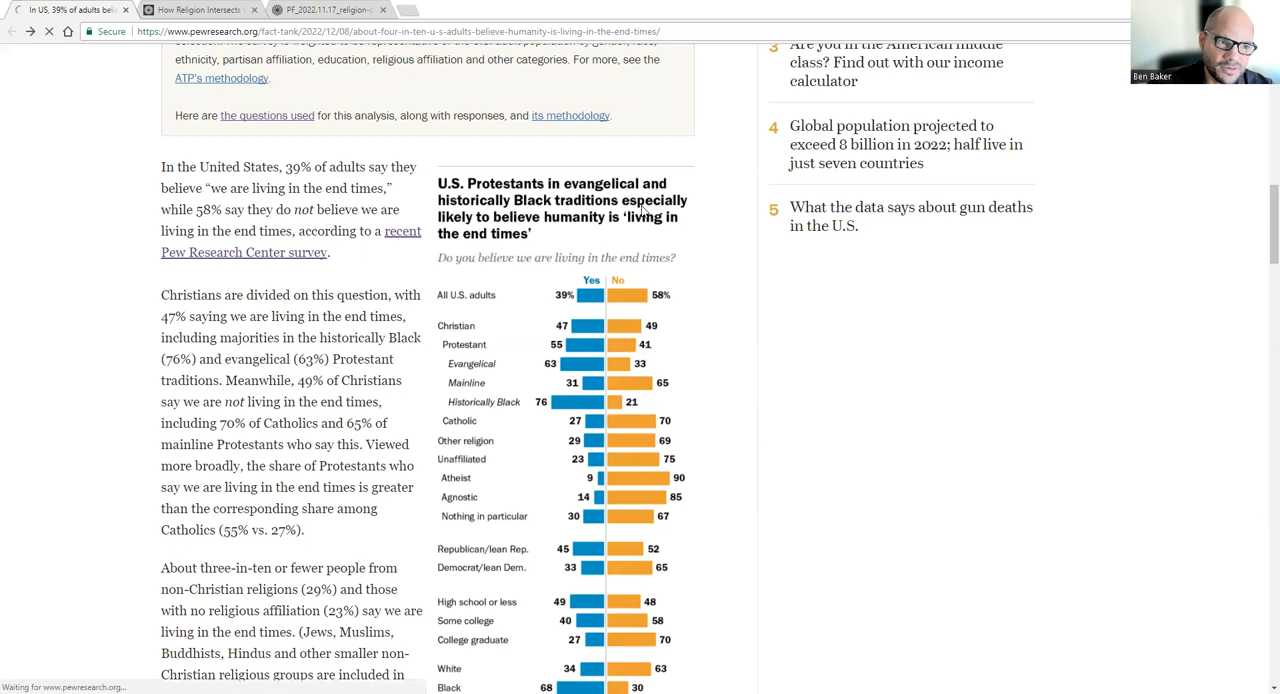 In US, 39% of adults beli
How Religion Intersects
PF_2022.11.17_religion-c
Secure
https://www.pewresearch.org/fact-tank/2022/12/08/about-four-in-ten-u-s-adults-believe-humanity-is-living-in-the-end-times/
Ben Baker
ethnicity, partisan affiliation, education, religious affiliation and other categories. For more, see the
ATP's methodology.
Here are the questions used for this analysis, along with responses, and its methodology.
In the United States, 39% of adults say they
believe “we are living in the end times,”
while 58% say they do not believe we are
living in the end times, according to a recent
Pew Research Center survey.
Christians are divided on this question, with
47% saying we are living in the end times,
including majorities in the historically Black
(76%) and evangelical (63%) Protestant
traditions. Meanwhile, 49% of Christians
say we are not living in the end times,
including 70% of Catholics and 65% of
mainline Protestants who say this. Viewed
more broadly, the share of Protestants who
say we are living in the end times is greater
than the corresponding share among
Catholics (55% vs. 27%).
About three-in-ten or fewer people from
non-Christian religions (29%) and those
with no religious affiliation (23%) say we are
living in the end times. (Jews, Muslims,
Buddhists, Hindus and other smaller non-
Christian religious groups are included in
U.S. Protestants in evangelical and
historically Black traditions especially
likely to believe humanity is ‘living in
the end times’
Do you believe we are living in the end times?
Yes No
All U.S. adults 39% 58%
Christian 47 49
Protestant 55 41
Evangelical 63 33
Mainline 31 65
Historically Black 76 21
Catholic 27 70
Other religion 29 69
Unaffiliated 23 75
Atheist 9 90
Agnostic 14 85
Nothing in particular 30 67
Republican/lean Rep. 45 52
Democrat/lean Dem. 33 65
High school or less 49 48
Some college 40 58
College graduate 27 70
White 34 63
Black 68 30
3 Are you in the American middle
class? Find out with our income
calculator
4 Global population projected to
exceed 8 billion in 2022; half live in
just seven countries
5 What the data says about gun deaths
in the U.S.
Waiting for www.pewresearch.org...